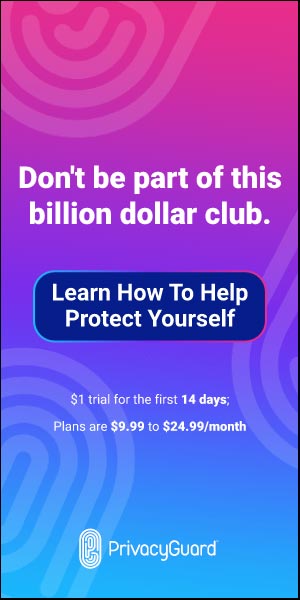 Don't be part of this
billion dollar club.
Learn How To Help
Protect Yourself
$1 trial for the first 14 days;
Plans are $9.99 to $24.99/month
PrivacyGuard